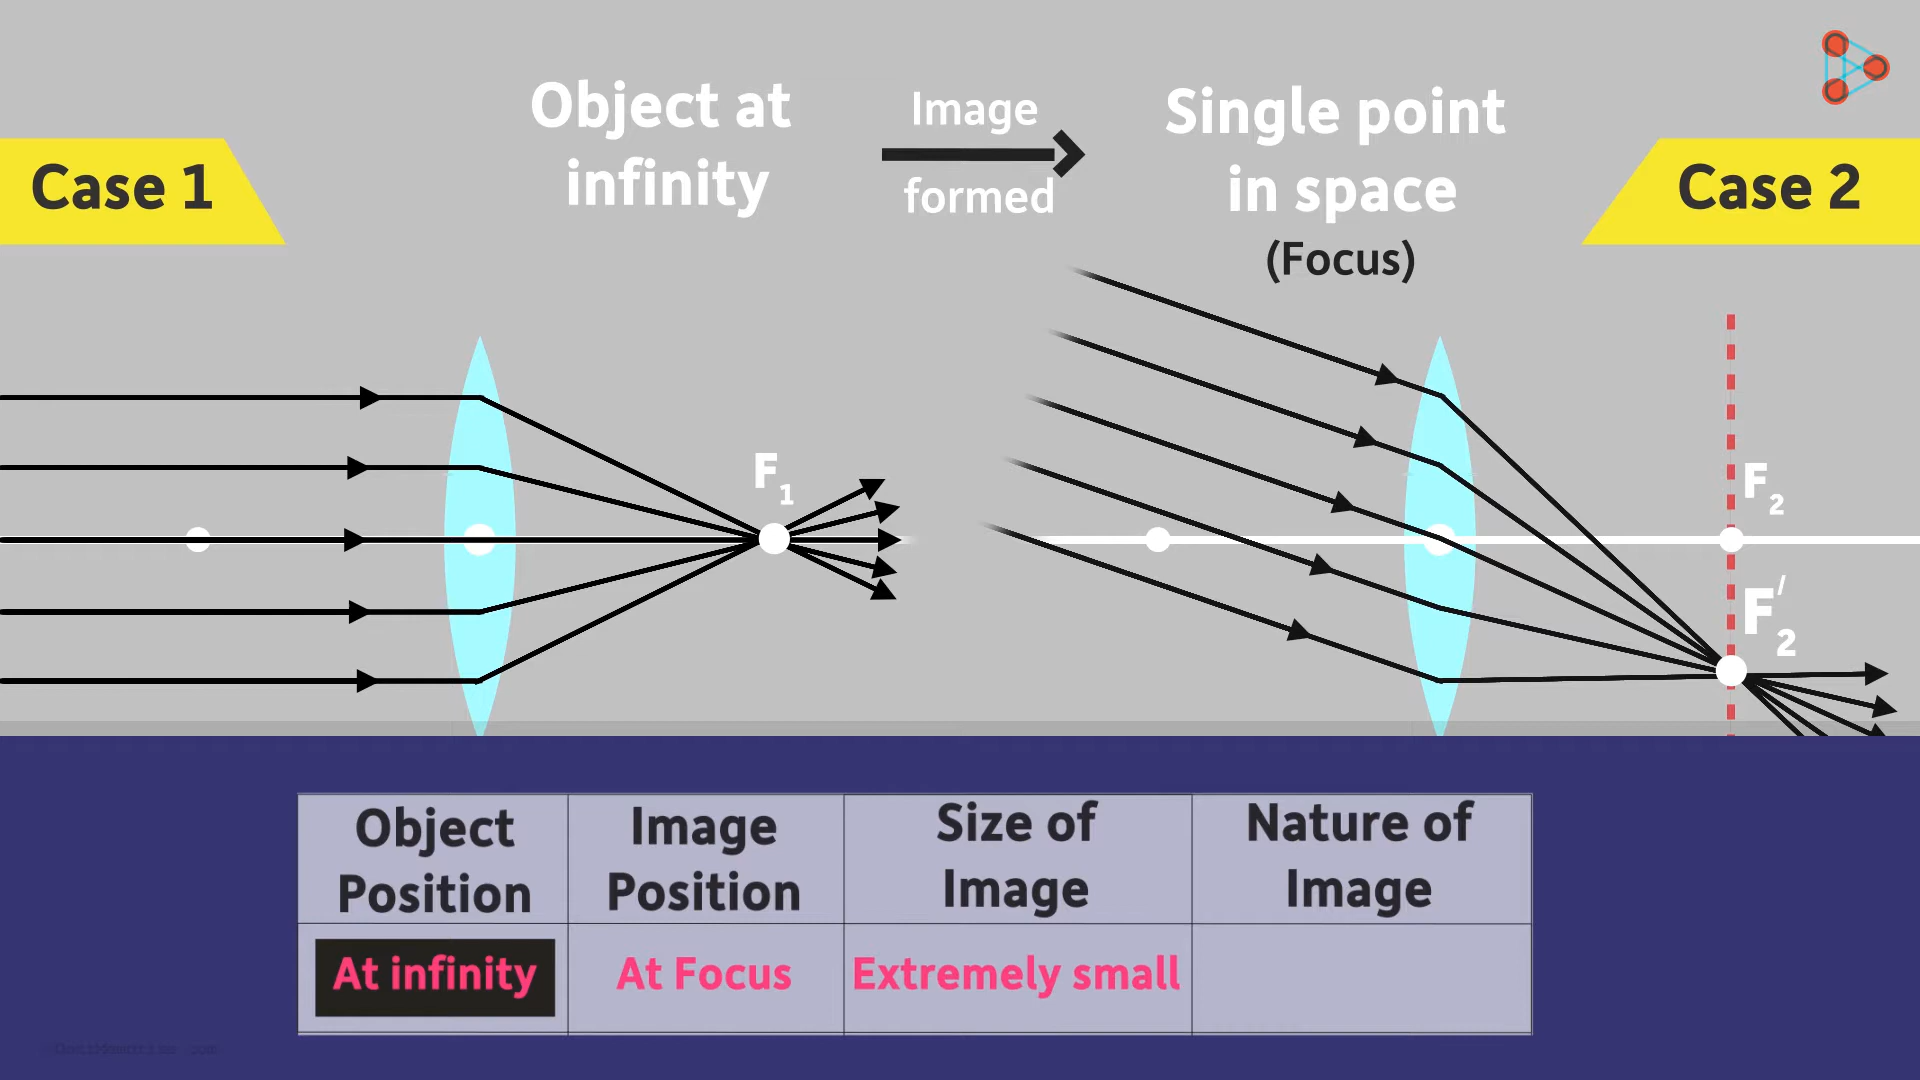 Object at
infinity
Image
formed
Single point
in space
(Focus)
Case 1
Case 2
F1
F2
F′2
Object
Position
Image
Position
Size of
Image
Nature of
Image
At infinity
At Focus
Extremely small